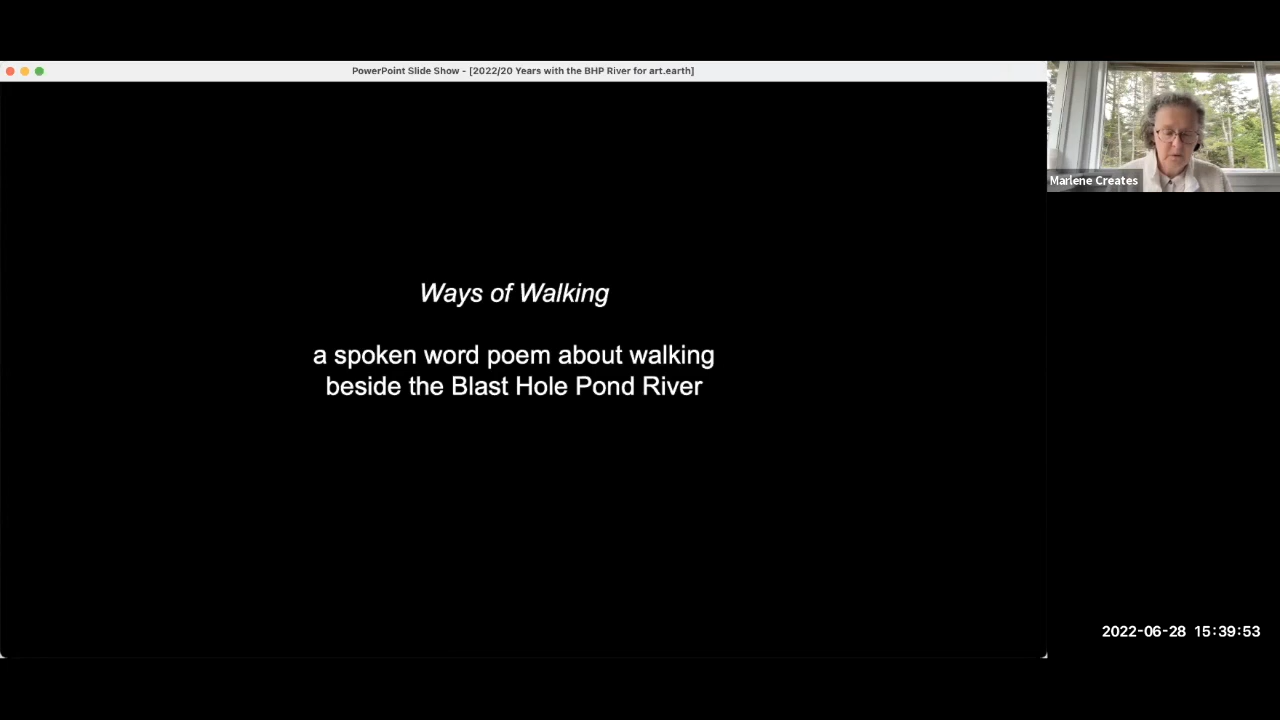 PowerPoint Slide Show - [2022/20 Years with the BHP River for art.earth]
Marlene Creates
Ways of Walking
a spoken word poem about walking
beside the Blast Hole Pond River
2022-06-28 15:39:53